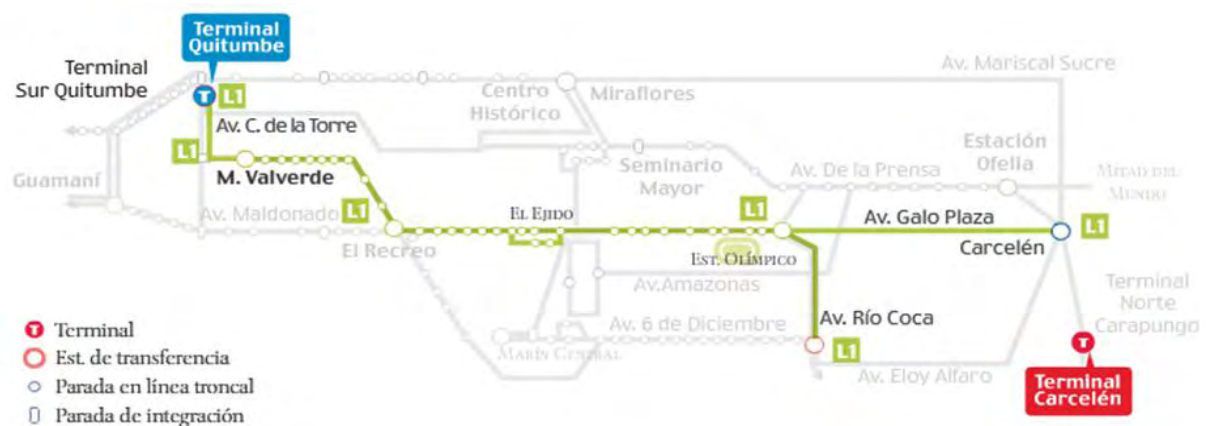 Terminal
Quitumbe
Terminal
Sur Quitumbe
L1
Av. C. de la Torre
L1
M. Valverde
Guamaní
Av. Maldonado
L1
El Recreo
Centro
Histórico
Miraflores
Av. Mariscal Sucre
Seminario
Mayor
Av. De la Prensa
Estación
Ofelia
Mitad del
Mundo
El Ejido
L1
Av. Galo Plaza
L1
Carcelén
Est. Olímpico
Av.Amazonas
Av. 6 de Diciembre
Marín Central
Av. Río Coca
L1
Av. Eloy Alfaro
Terminal
Norte
Carapungo
T
T
Terminal
Carcelén
T Terminal
Est. de transferencia
Parada en línea troncal
Parada de integración